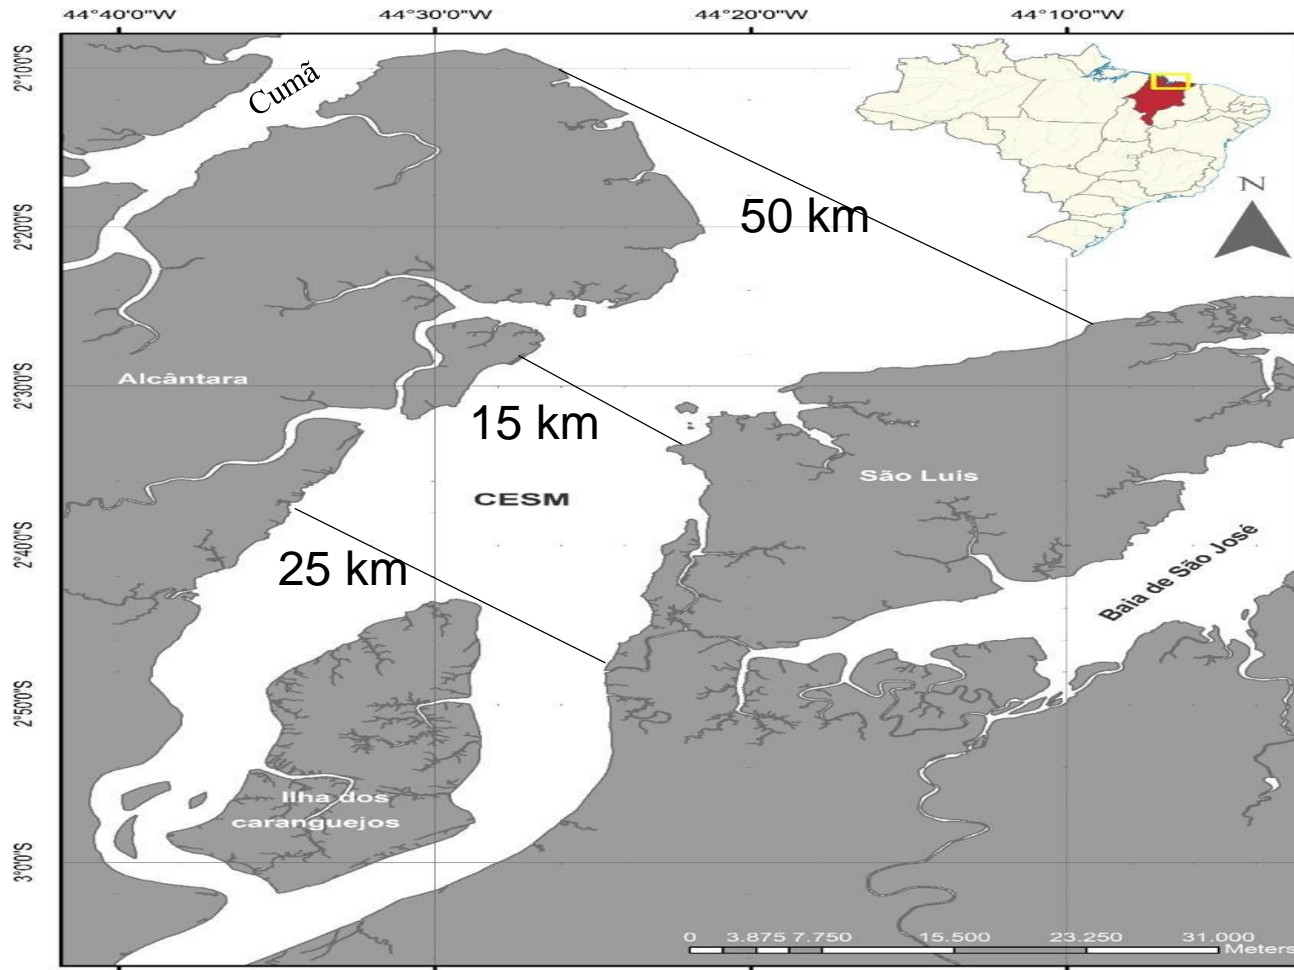 44°40'0"W 44°30'0"W 44°20'0"W 44°10'0"W
2°10'0"S
Cumã
N
2°20'0"S
50 km
Alcântara
2°30'0"S
15 km
São Luis
CESM
2°40'0"S
25 km
Baia de São José
2°50'0"S
Ilha dos
caranguejos
3°0'0"S
0 3.875 7.750 15.500 23.250 31.000
Meters